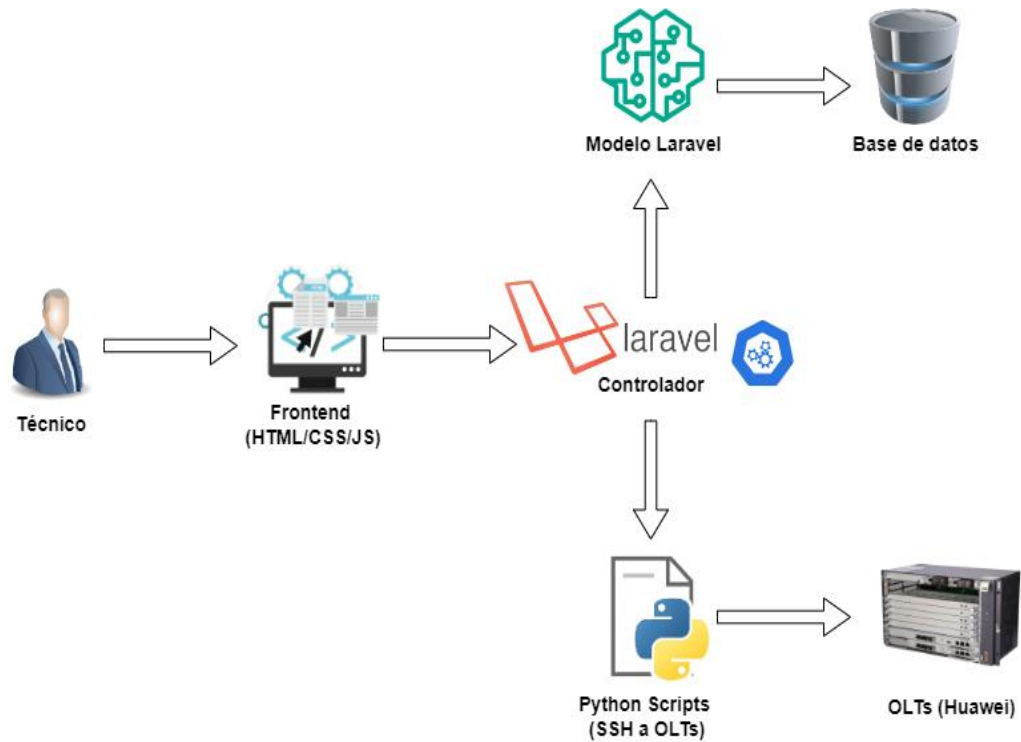 Modelo Laravel
Base de datos
laravel
Controlador
Técnico
Frontend
(HTML/CSS/JS)
Python Scripts
(SSH a OLTs)
OLTs (Huawei)